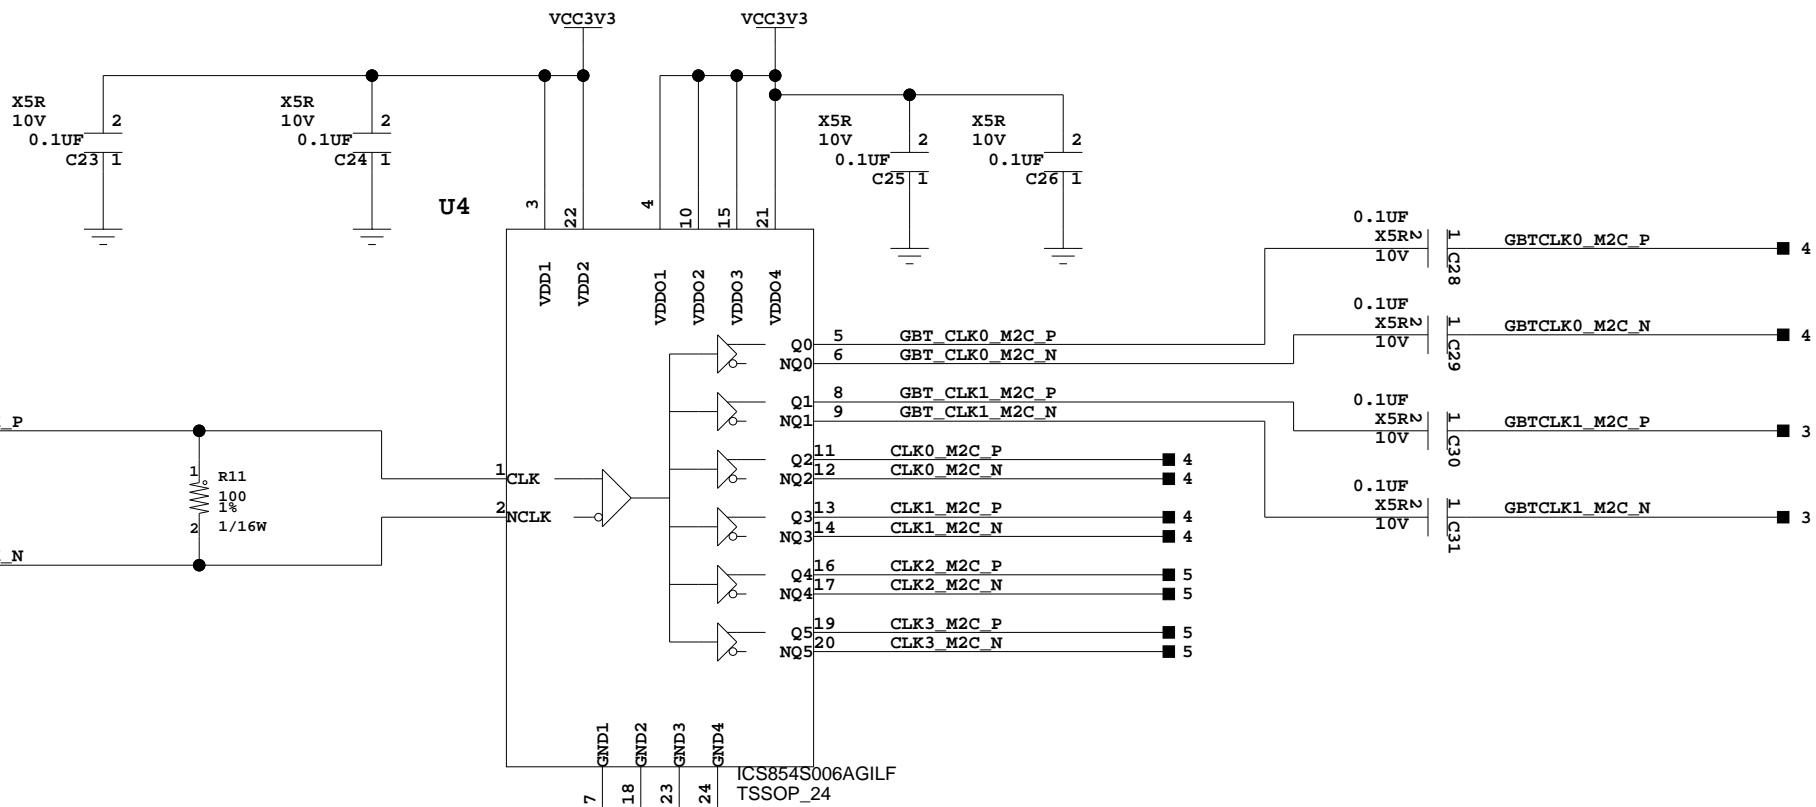 VCC3V3
VCC3V3
X5R
10V
0.1UF
2
C23 1
X5R
10V
0.1UF
2
C24 1
X5R
10V
0.1UF
2
C25 1
X5R
10V
0.1UF
2
C26 1
U4
3
22
4
10
15
21
VDD1
VDD2
VDDO1
VDDO2
VDDO3
VDDO4
_P
_N
1
R11
100
1%
2
1/16W
1
CLK
2
NCLK
Q0 5 GBT_CLK0_M2C_P
NQ0 6 GBT_CLK0_M2C_N
Q1 8 GBT_CLK1_M2C_P
NQ1 9 GBT_CLK1_M2C_N
Q2 11 CLK0_M2C_P 4
NQ2 12 CLK0_M2C_N 4
Q3 13 CLK1_M2C_P 4
NQ3 14 CLK1_M2C_N 4
Q4 16 CLK2_M2C_P 5
NQ4 17 CLK2_M2C_N 5
Q5 19 CLK3_M2C_P 5
NQ5 20 CLK3_M2C_N 5
0.1UF
X5R
10V
2
1
C28
GBTCLK0_M2C_P 4
0.1UF
X5R
10V
2
1
C29
GBTCLK0_M2C_N 4
0.1UF
X5R
10V
2
1
C30
GBTCLK1_M2C_P 3
0.1UF
X5R
10V
2
1
C31
GBTCLK1_M2C_N 3
GND1
GND2
GND3
GND4
7
18
23
24
ICS854S006AGILF
TSSOP_24